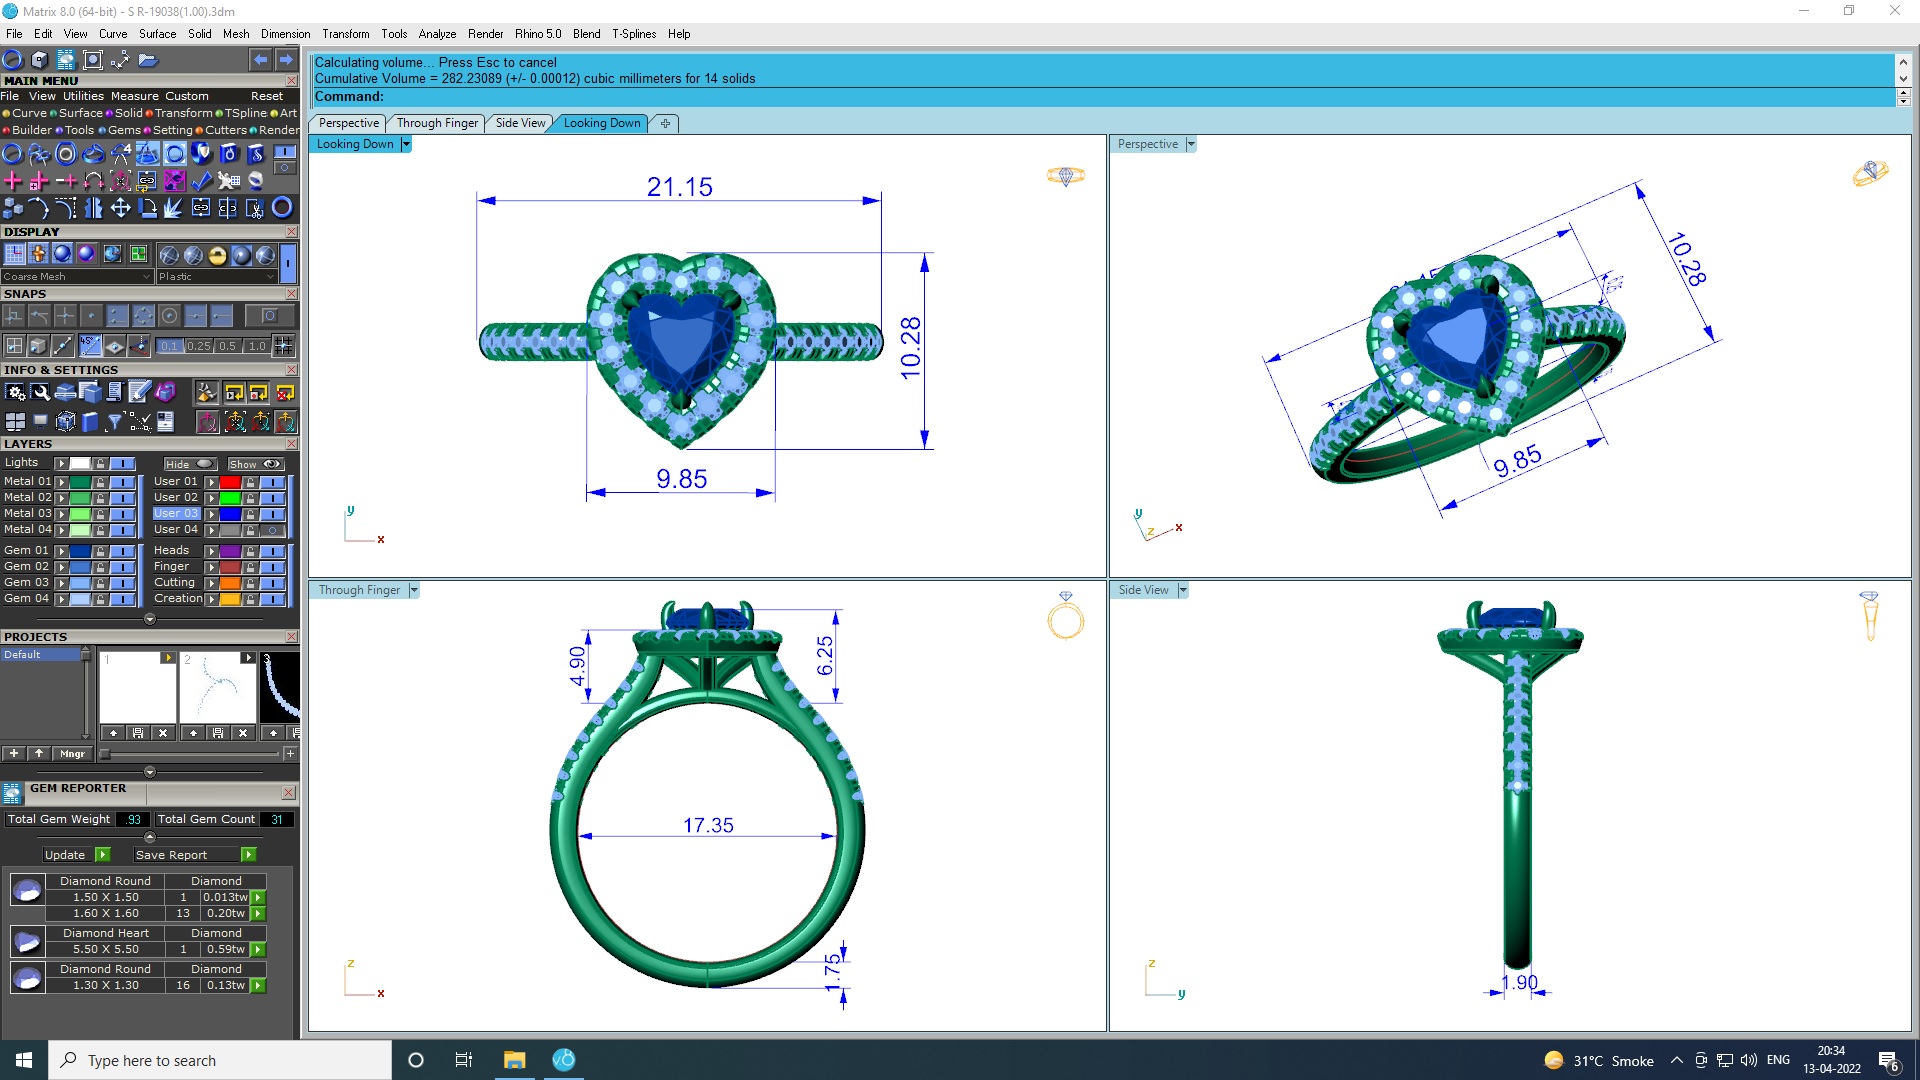 Matrix 8.0 (64-bit) - S R-19038(1.00).3dm
File Edit View Curve Surface Solid Mesh Dimension Transform Tools Analyze Render Rhino 5.0 Blend T-Splines Help
Calculating volume... Press Esc to cancel
Cumulative Volume = 282.23089 (+/- 0.00012) cubic millimeters for 14 solids
Command:
MAIN MENU
File View Utilities Measure Custom Reset
Curve Surface Solid Transform TSpline Art
Builder Tools Gems Setting Cutters Render
DISPLAY
Coarse Mesh Plastic
SNAPS
0.1 0.25 0.5 1.0
INFO & SETTINGS
LAYERS
Lights Hide Show
Metal 01 User 01
Metal 02 User 02
Metal 03 User 03
Metal 04 User 04
Gem 01 Heads
Gem 02 Finger
Gem 03 Cutting
Gem 04 Creation
PROJECTS
Default 1 2 3
Mngr
GEM REPORTER
Total Gem Weight .93 Total Gem Count 31
Update Save Report
Diamond Round Diamond
1.50 X 1.50 1 0.013tw
1.60 X 1.60 13 0.20tw
Diamond Heart Diamond
5.50 X 5.50 1 0.59tw
Diamond Round Diamond
1.30 X 1.30 16 0.13tw
Perspective Through Finger Side View Looking Down
Looking Down
21.15
10.28
9.85
y
x
Perspective
10.28
9.85
y
z
x
Through Finger
4.90
6.25
17.35
1.75
z
x
Side View
1.90
z
y
Type here to search
31°C Smoke ENG
20:34
13-04-2022
6